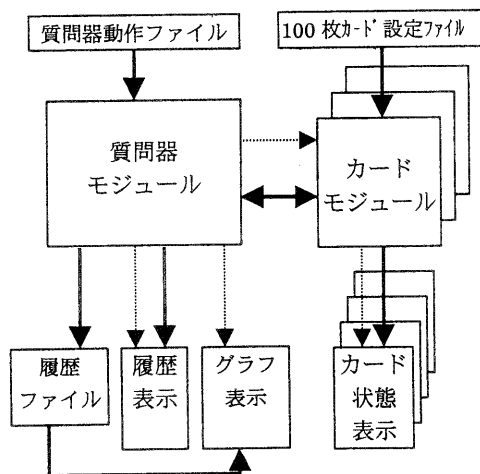 質問器動作ファイル
100枚ｶｰﾄﾞ設定ﾌｧｲﾙ
質問器
モジュール
カード
モジュール
履歴
ファイル
履歴
表示
グラフ
表示
カード
状態
表示